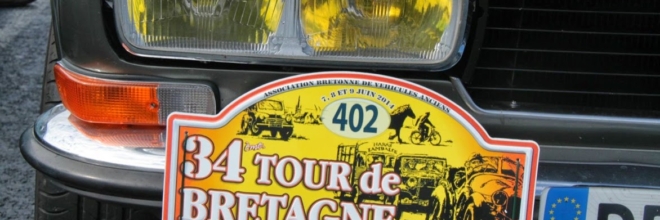 ASSOCIATION BRETONNE DE VEHICULES ANCIENS
7, 8 ET 9 JUIN 2014
402
34 TOUR de
BRETAGNE